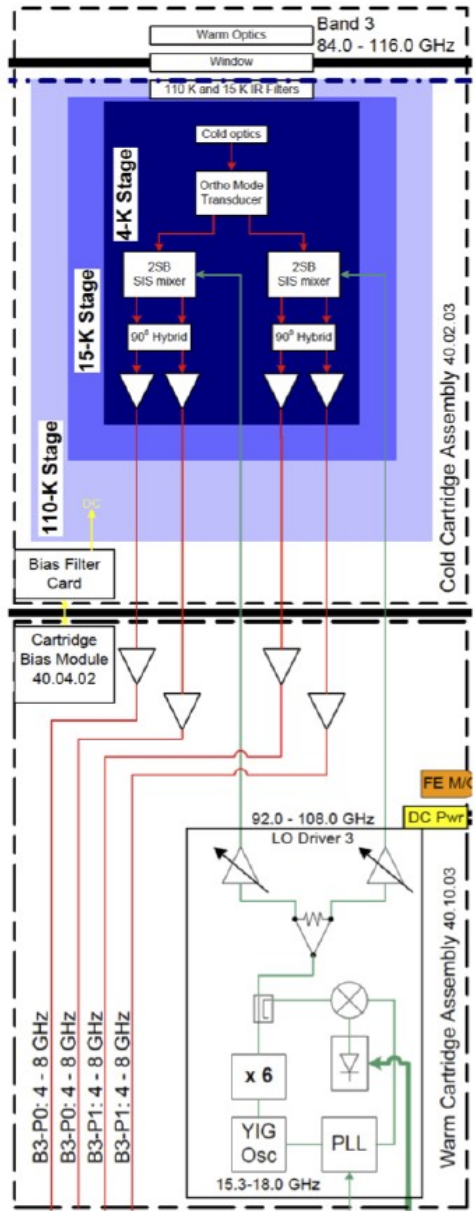 Band 3
84.0 - 116.0 GHz
Warm Optics
Window
110 K and 15 K IR Filters
Cold optics
4-K Stage
Ortho Mode
Transducer
2SB
SIS mixer
2SB
SIS mixer
15-K Stage
90° Hybrid
90° Hybrid
110-K Stage
DC
Bias Filter
Card
Cold Cartridge Assembly 40.02.03
Cartridge
Bias Module
40.04.02
FE M/C
DC Pwr
92.0 - 108.0 GHz
LO Driver 3
x 6
YIG
Osc
PLL
15.3-18.0 GHz
B3-P0: 4 - 8 GHz
B3-P0: 4 - 8 GHz
B3-P1: 4 - 8 GHz
B3-P1: 4 - 8 GHz
Warm Cartridge Assembly 40.10.03